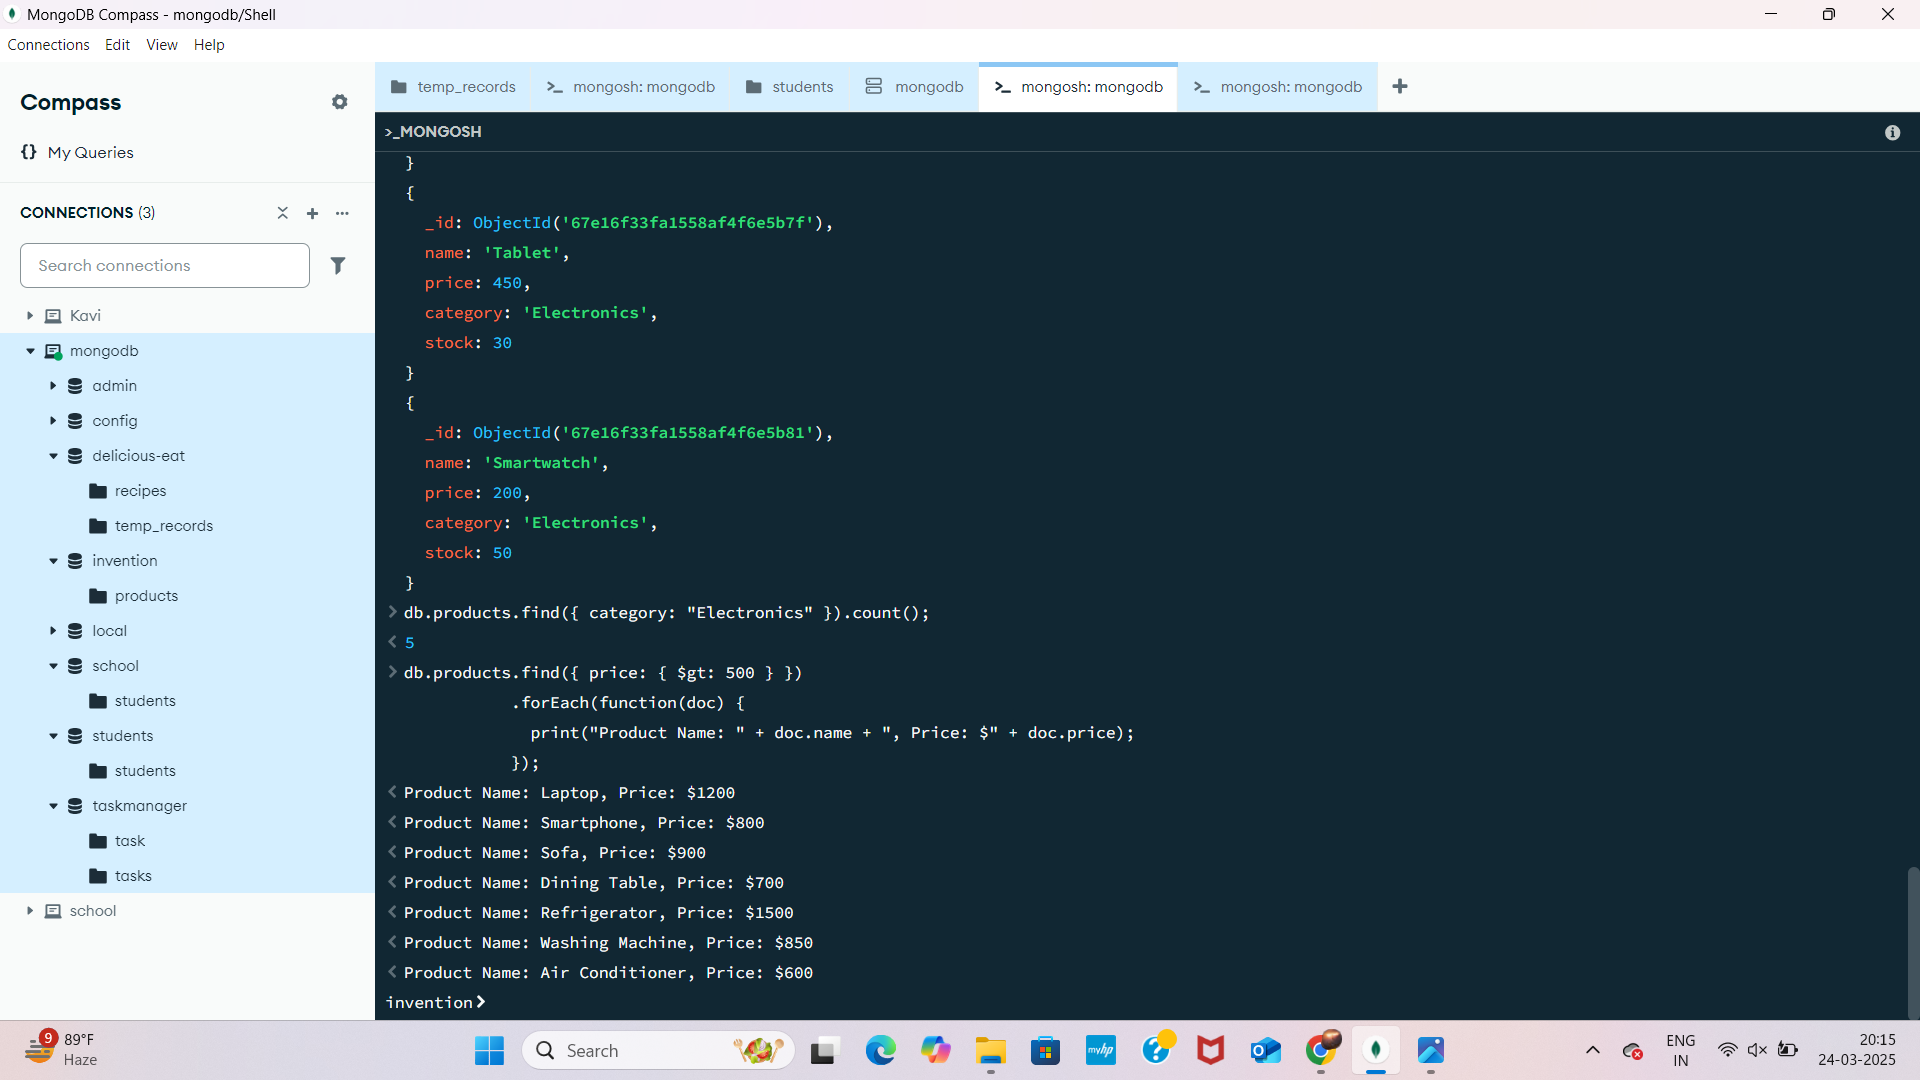 MongoDB Compass - mongodb/Shell
Connections Edit View Help
Compass
My Queries
CONNECTIONS (3)
Search connections
Kavi
mongodb
admin
config
delicious-eat
recipes
temp_records
invention
products
local
school
students
students
students
taskmanager
task
tasks
school
temp_records mongosh: mongodb students mongodb mongosh: mongodb mongosh: mongodb
>_MONGOSH
}
{
_id: ObjectId('67e16f33fa1558af4f6e5b7f'),
name: 'Tablet',
price: 450,
category: 'Electronics',
stock: 30
}
{
_id: ObjectId('67e16f33fa1558af4f6e5b81'),
name: 'Smartwatch',
price: 200,
category: 'Electronics',
stock: 50
}
> db.products.find({ category: "Electronics" }).count();
< 5
> db.products.find({ price: { $gt: 500 } })
.forEach(function(doc) {
print("Product Name: " + doc.name + ", Price: $" + doc.price);
});
< Product Name: Laptop, Price: $1200
< Product Name: Smartphone, Price: $800
< Product Name: Sofa, Price: $900
< Product Name: Dining Table, Price: $700
< Product Name: Refrigerator, Price: $1500
< Product Name: Washing Machine, Price: $850
< Product Name: Air Conditioner, Price: $600
invention>
9
89°F
Haze
Search
myhp
ENG
IN
20:15
24-03-2025